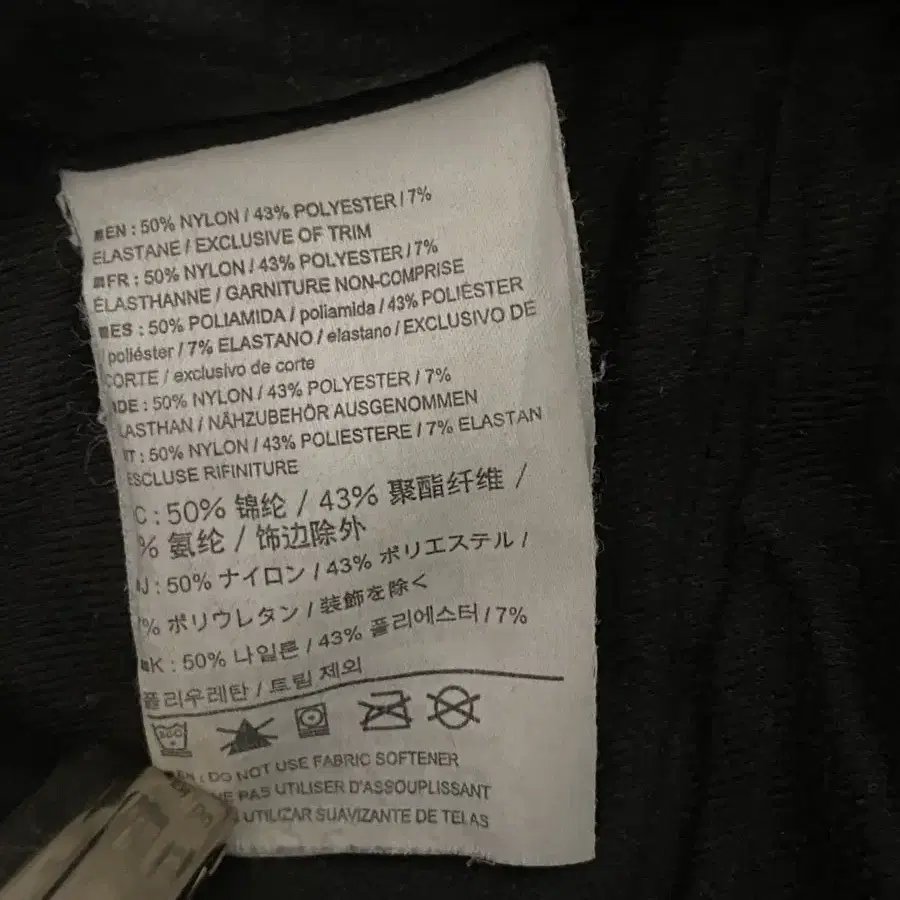 EN : 50% NYLON / 43% POLYESTER / 7%
ELASTANE / EXCLUSIVE OF TRIM
FR : 50% NYLON / 43% POLYESTER / 7%
ÉLASTHANNE / GARNITURE NON-COMPRISE
ES : 50% POLIAMIDA / poliamida / 43% POLIÉSTER
/ poliéster / 7% ELASTANO / elastano / EXCLUSIVO DE
CORTE / exclusivo de corte
DE : 50% NYLON / 43% POLYESTER / 7%
LASTHAN / NÄHZUBEHÖR AUSGENOMMEN
IT : 50% NYLON / 43% POLIESTERE / 7% ELASTAN
ESCLUSE RIFINITURE
C : 50% 锦纶 / 43% 聚酯纤维 /
% 氨纶 / 饰边除外
J : 50% ナイロン / 43% ポリエステル /
% ポリウレタン / 装飾を除く
K : 50% 나일론 / 43% 폴리에스터 / 7%
폴리우레탄 / 트림 제외
EN : DO NOT USE FABRIC SOFTENER
NE PAS UTILISER D'ASSOUPLISSANT
UTILIZAR SUAVIZANTE DE TELAS